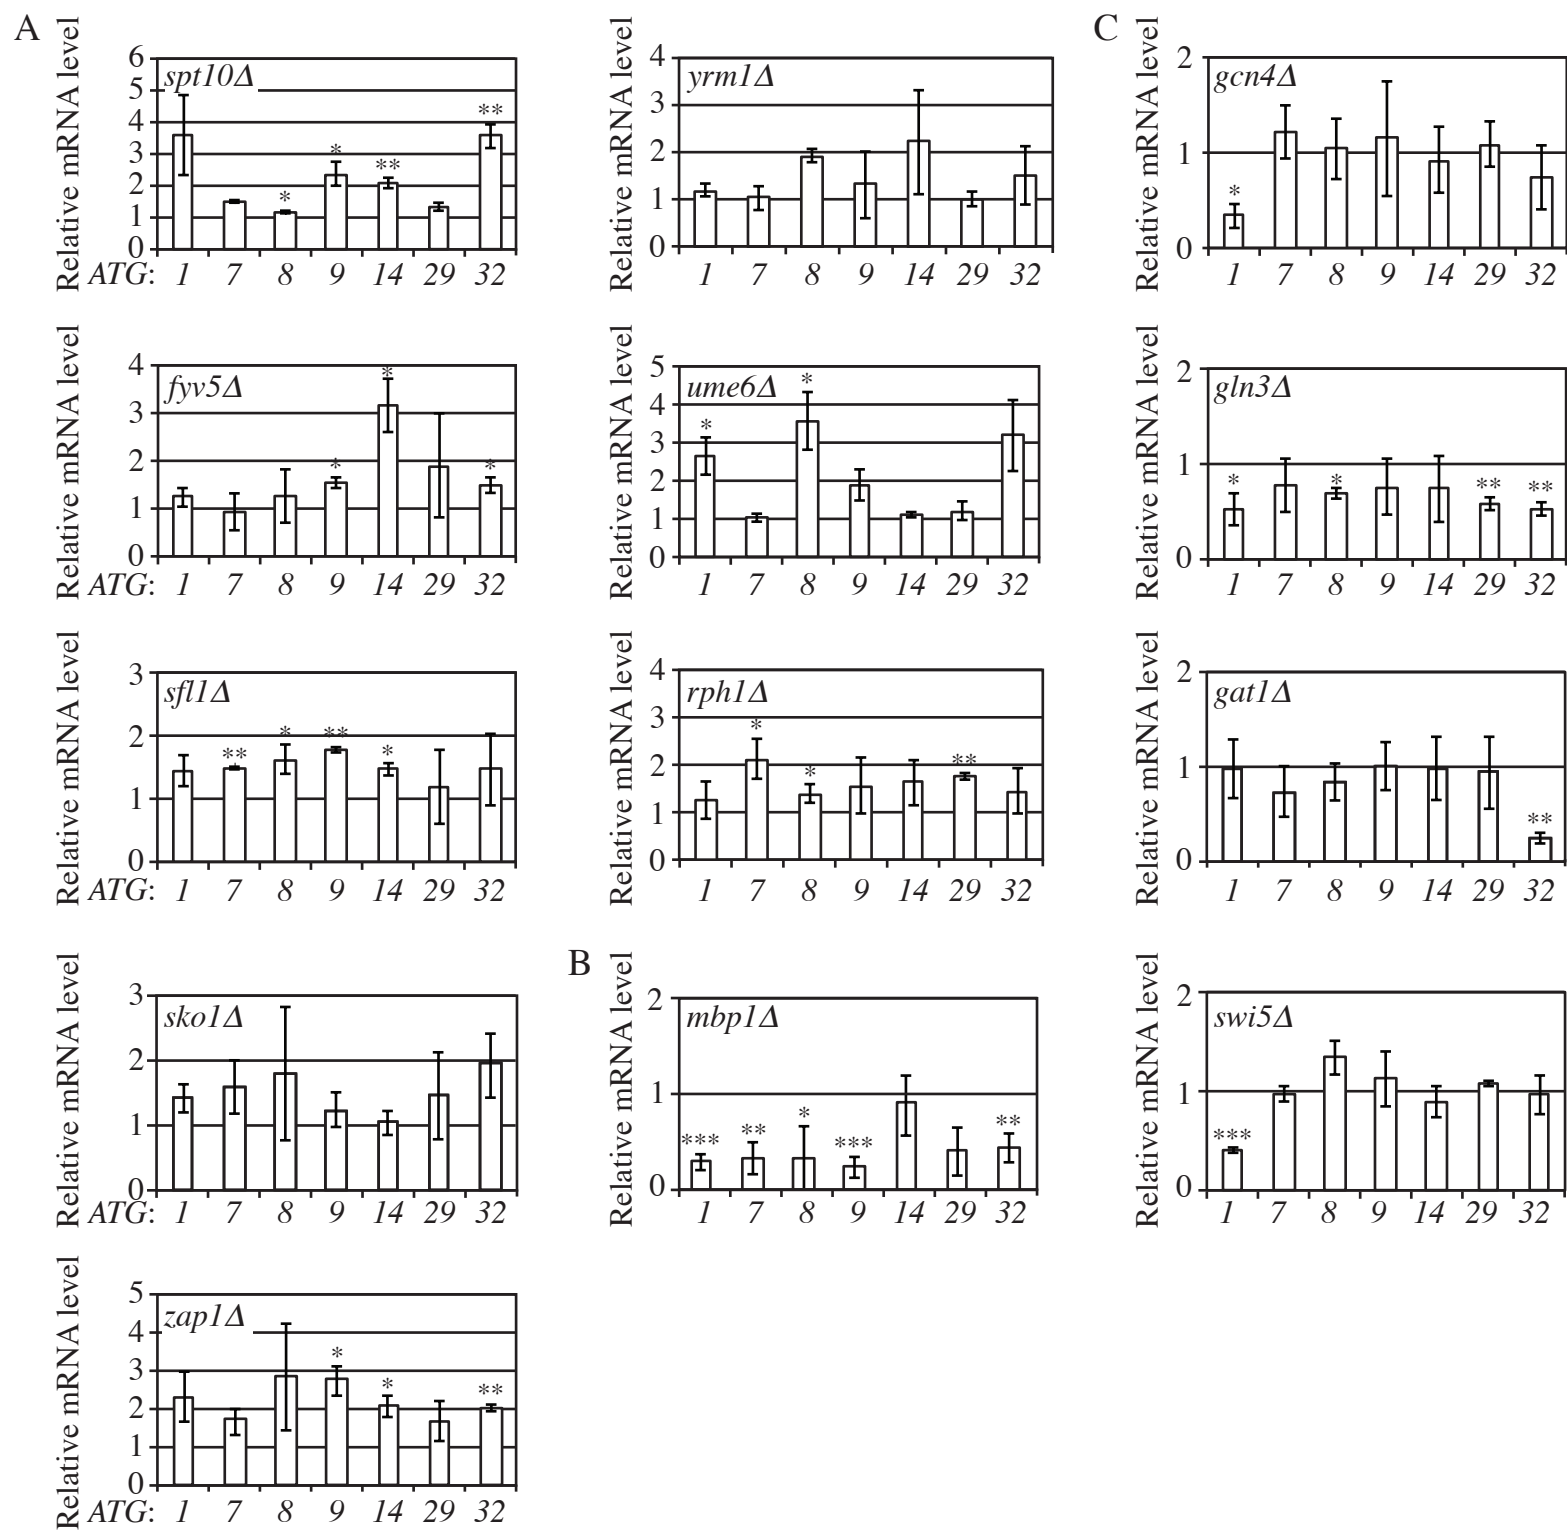 A
Relative mRNA level
6
5
4
3
2
1
0
spt10Δ
*
*
**
**
ATG: 1 7 8 9 14 29 32
Relative mRNA level
4
3
2
1
0
fyv5Δ
*
*
*
ATG: 1 7 8 9 14 29 32
Relative mRNA level
3
2
1
0
sfl1Δ
**
*
**
*
ATG: 1 7 8 9 14 29 32
Relative mRNA level
3
2
1
0
sko1Δ
ATG: 1 7 8 9 14 29 32
Relative mRNA level
5
4
3
2
1
0
zap1Δ
*
*
**
ATG: 1 7 8 9 14 29 32
Relative mRNA level
4
3
2
1
0
yrm1Δ
1 7 8 9 14 29 32
Relative mRNA level
5
4
3
2
1
0
ume6Δ
*
*
1 7 8 9 14 29 32
Relative mRNA level
4
3
2
1
0
rph1Δ
*
*
**
1 7 8 9 14 29 32
B
Relative mRNA level
2
1
0
mbp1Δ
***
**
*
***
**
1 7 8 9 14 29 32
C
Relative mRNA level
2
1
0
gcn4Δ
*
1 7 8 9 14 29 32
Relative mRNA level
2
1
0
gln3Δ
*
*
**
**
1 7 8 9 14 29 32
Relative mRNA level
2
1
0
gat1Δ
**
1 7 8 9 14 29 32
Relative mRNA level
2
1
0
swi5Δ
***
1 7 8 9 14 29 32